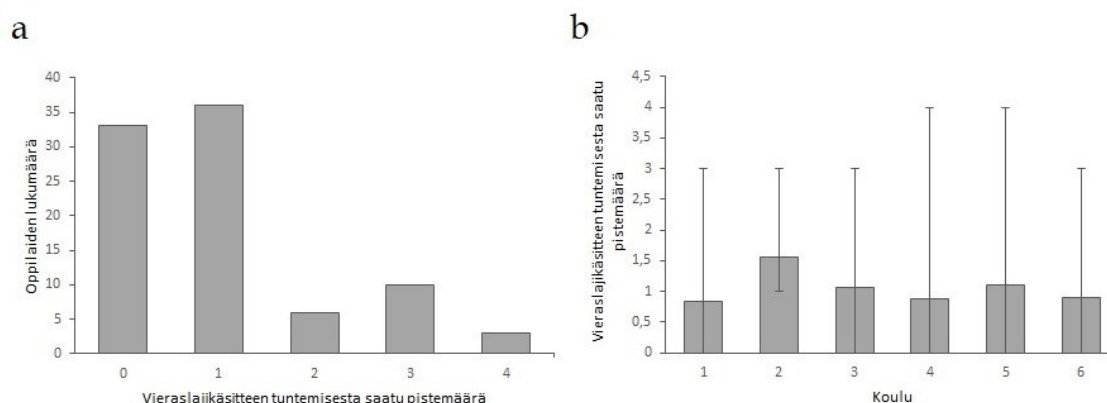 a
40
35
30
25
20
15
10
5
0
Oppilaiden lukumäärä
0 1 2 3 4
Vieraslajikäsitteen tuntemisesta saatu pistemäärä
b
4,5
4
3,5
3
2,5
2
1,5
1
0,5
0
Vieraslajikäsitteen tuntemisesta saatu
pistemäärä
1 2 3 4 5 6
Koulu